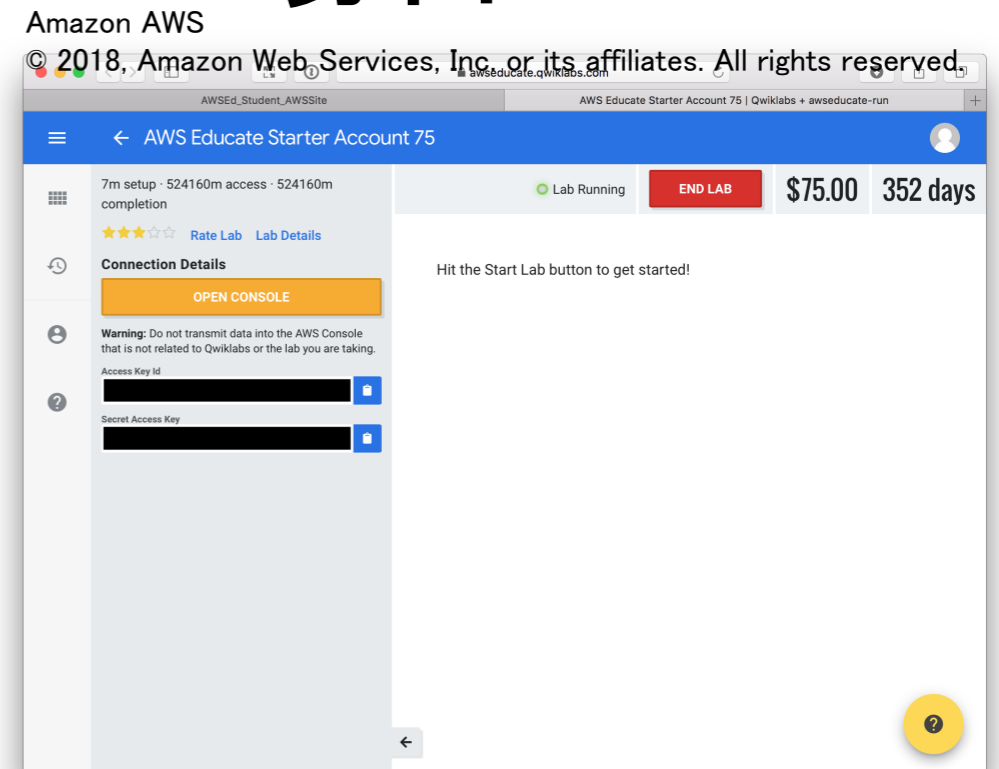 Amazon AWS
© 2018, Amazon Web Services, Inc. or its affiliates. All rights reserved.
awseducate.qwiklabs.com
AWSEd_Student_AWSSite
AWS Educate Starter Account 75 | Qwiklabs + awseducate-run
AWS Educate Starter Account 75
7m setup · 524160m access · 524160m
completion
Rate Lab Lab Details
Connection Details
OPEN CONSOLE
Warning: Do not transmit data into the AWS Console
that is not related to Qwiklabs or the lab you are taking.
Access Key Id
Secret Access Key
Lab Running
END LAB
$75.00
352 days
Hit the Start Lab button to get started!